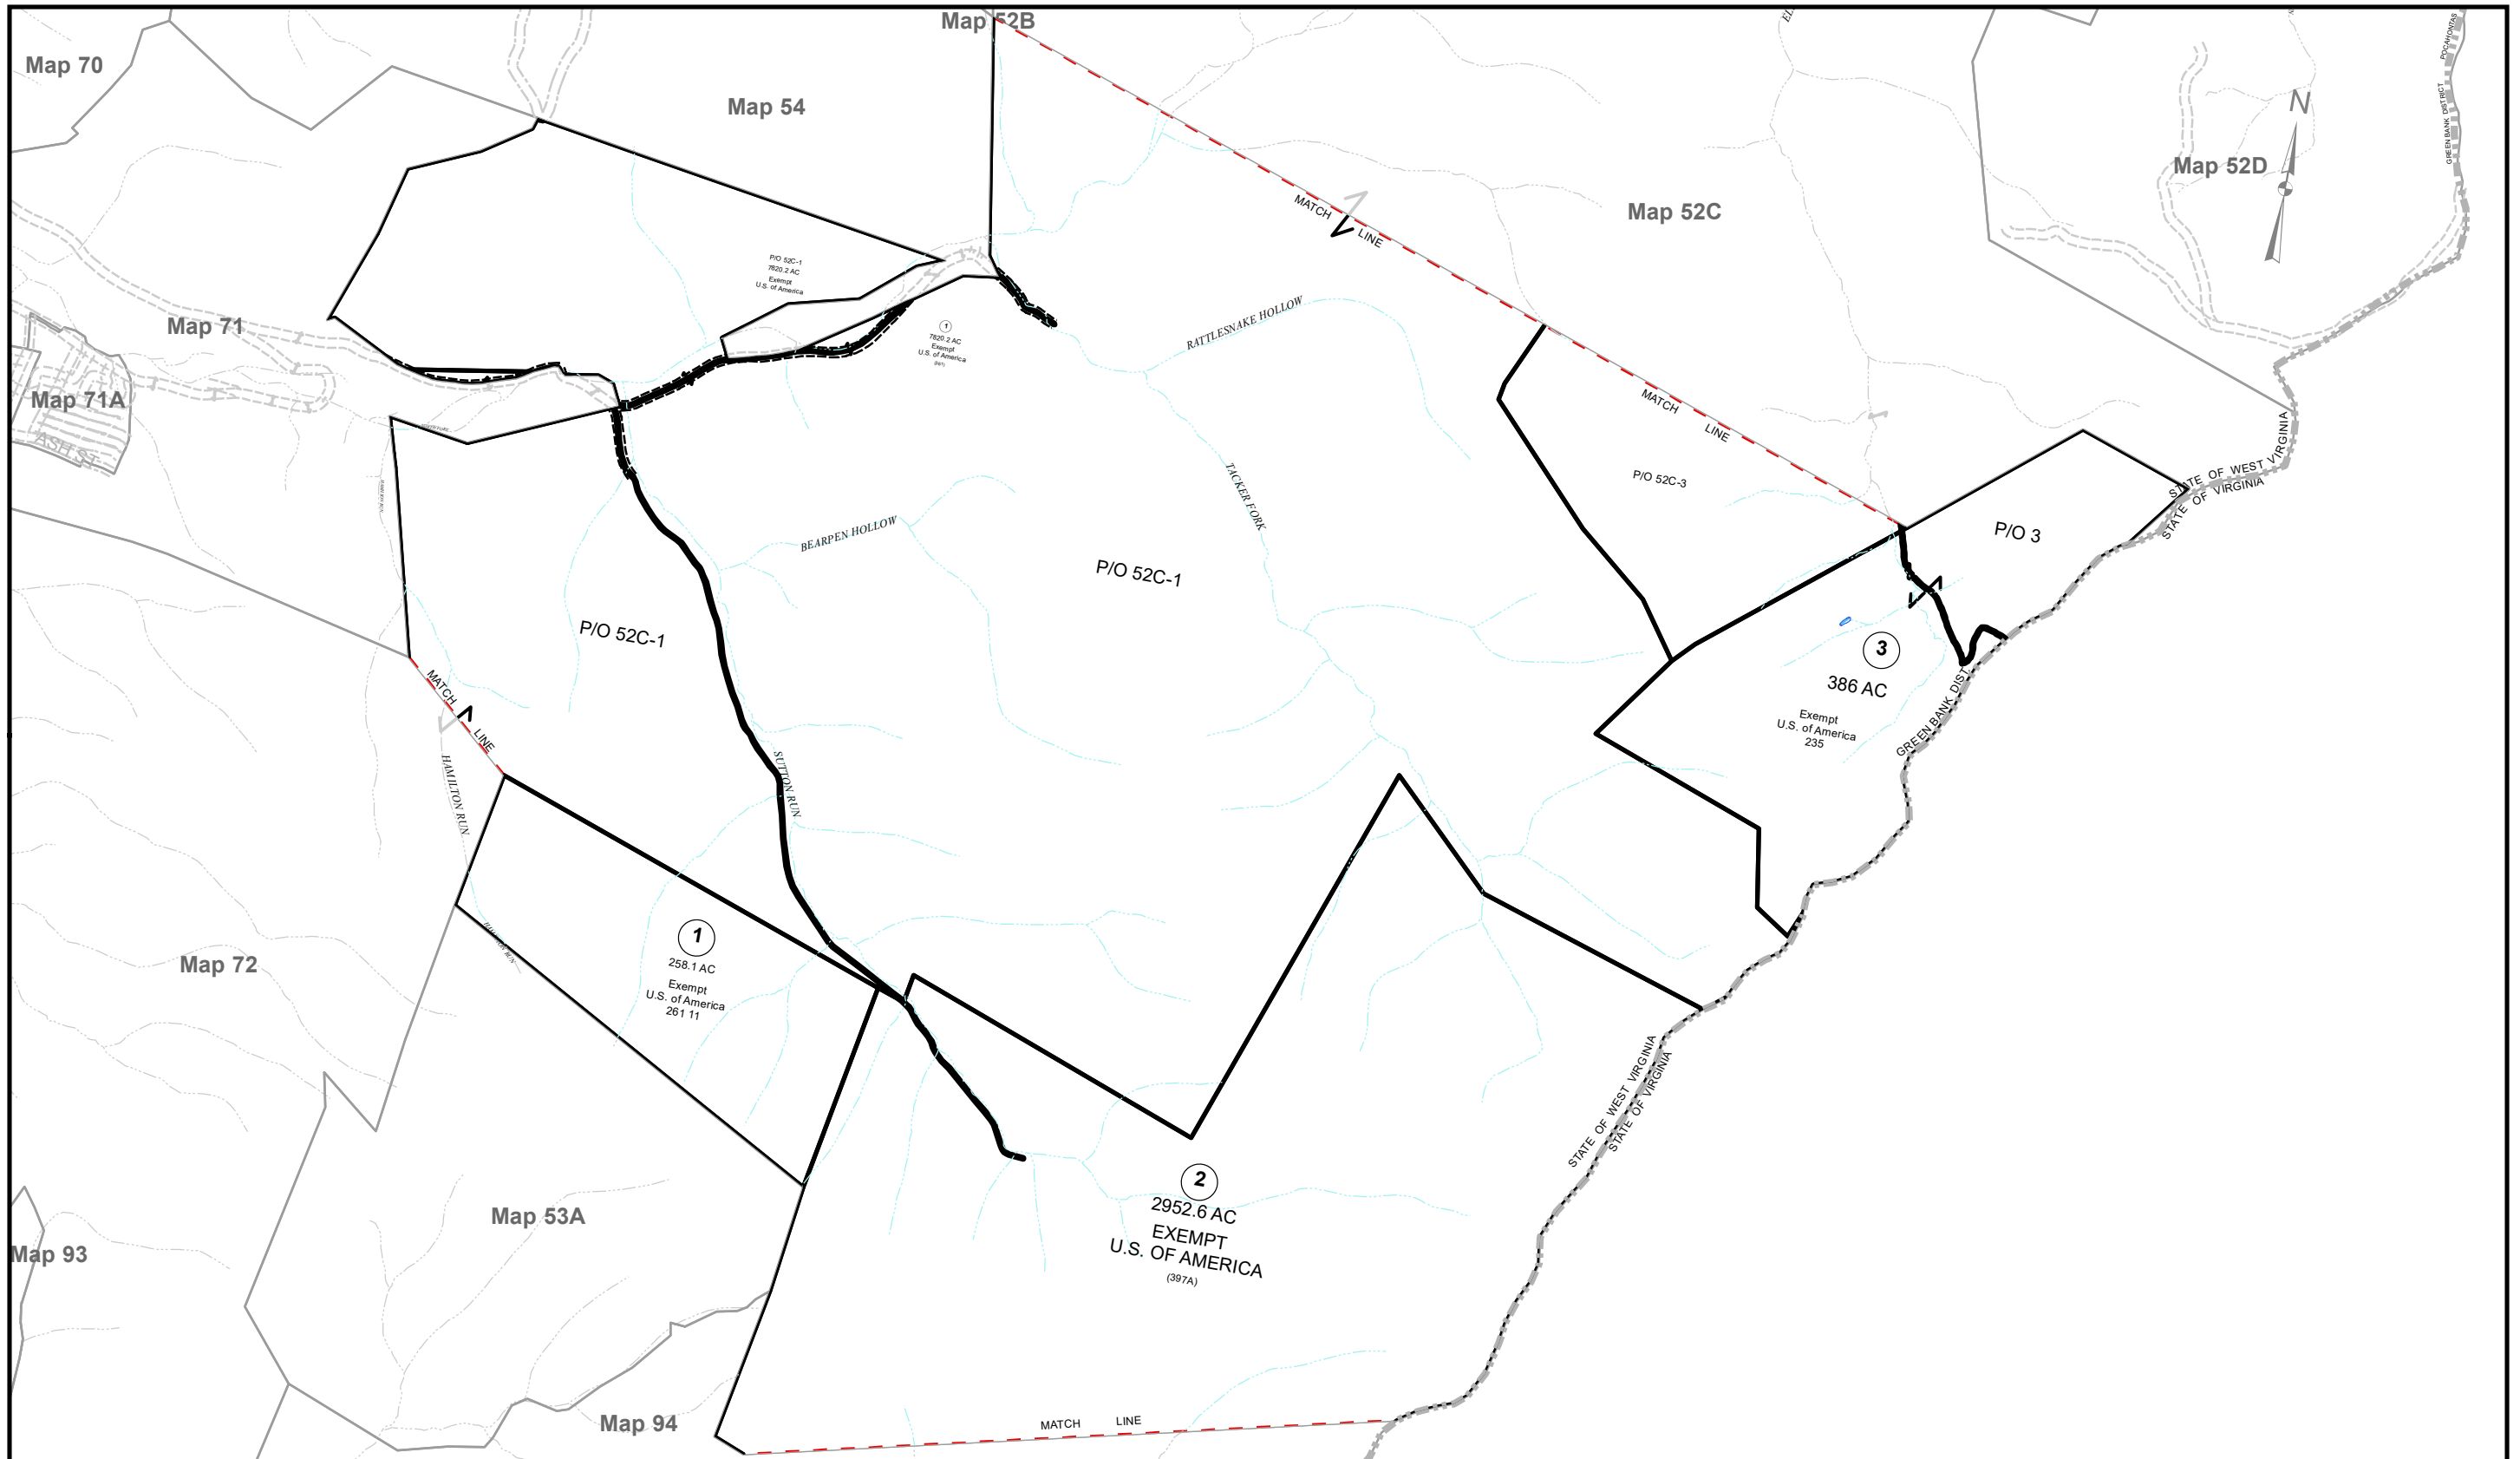 Map 52B
Map 70
Map 54
POCAHONTAS
GREEN BANK DISTRICT
N
Map 52D
Map 52C
MATCH LINE
P/O 52C-1
7820.2 AC
Exempt
U.S. of America
Map 71
1
7820.2 AC
Exempt
U.S. of America
RATTLESNAKE HOLLOW
Map 71A
ASH ST
MATCH LINE
STATE OF WEST VIRGINIA
STATE OF VIRGINIA
TACKER FORK
P/O 52C-3
P/O 3
BEARPEN HOLLOW
P/O 52C-1
P/O 52C-1
3
386 AC
Exempt
U.S. of America
235
GREEN BANK DIST.
MATCH LINE
HAMILTON RUN
SUTTON RUN
1
258.1 AC
Exempt
U.S. of America
261 11
Map 72
STATE OF WEST VIRGINIA
STATE OF VIRGINIA
2
2952.6 AC
EXEMPT
U.S. OF AMERICA
(397A)
Map 53A
Map 93
Map 94
MATCH LINE